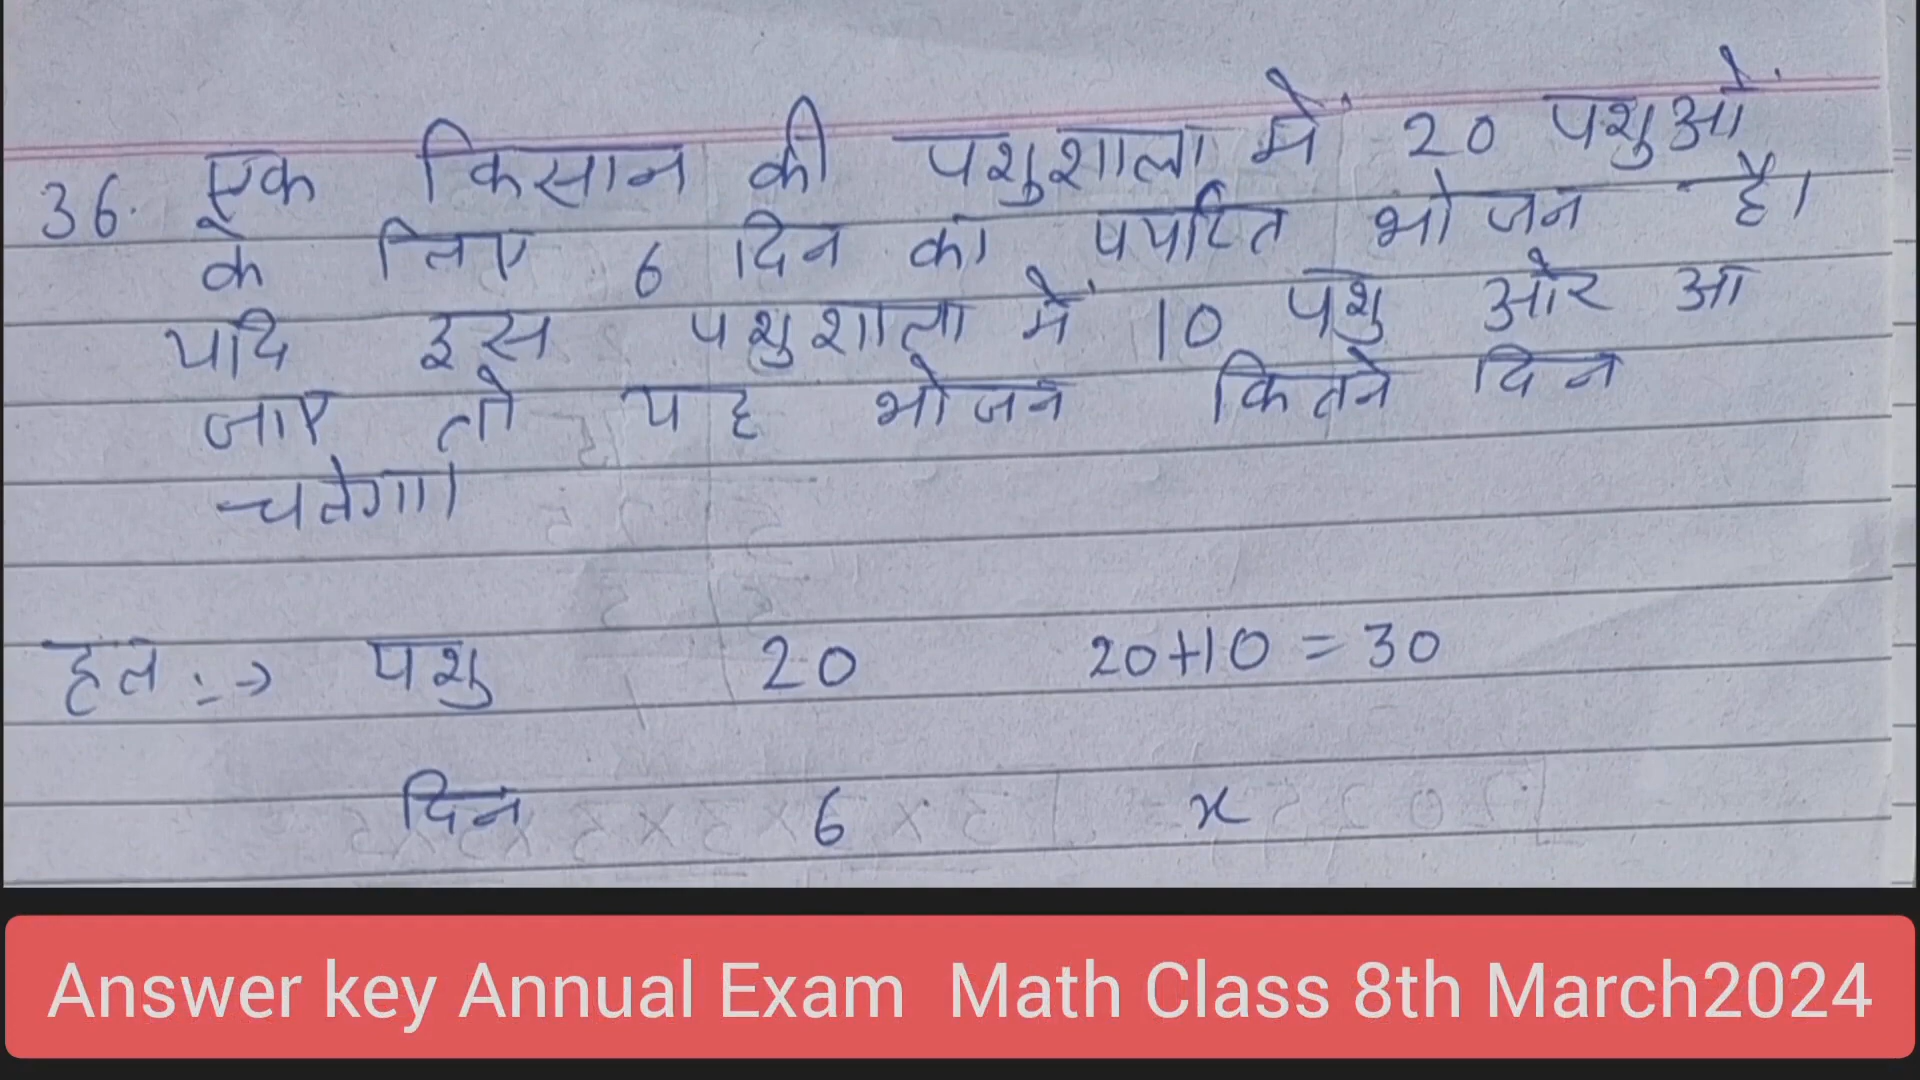 36. एक किसान की पशुशाला में 20 पशुओं
के लिए 6 दिन का पर्याप्त भोजन है।
यदि इस पशुशाला में 10 पशु और आ
जाए तो यह भोजन कितने दिन
चलेगा।
हल :-> पशु 20 20+10 = 30
दिन 6 x
Answer key Annual Exam Math Class 8th March2024